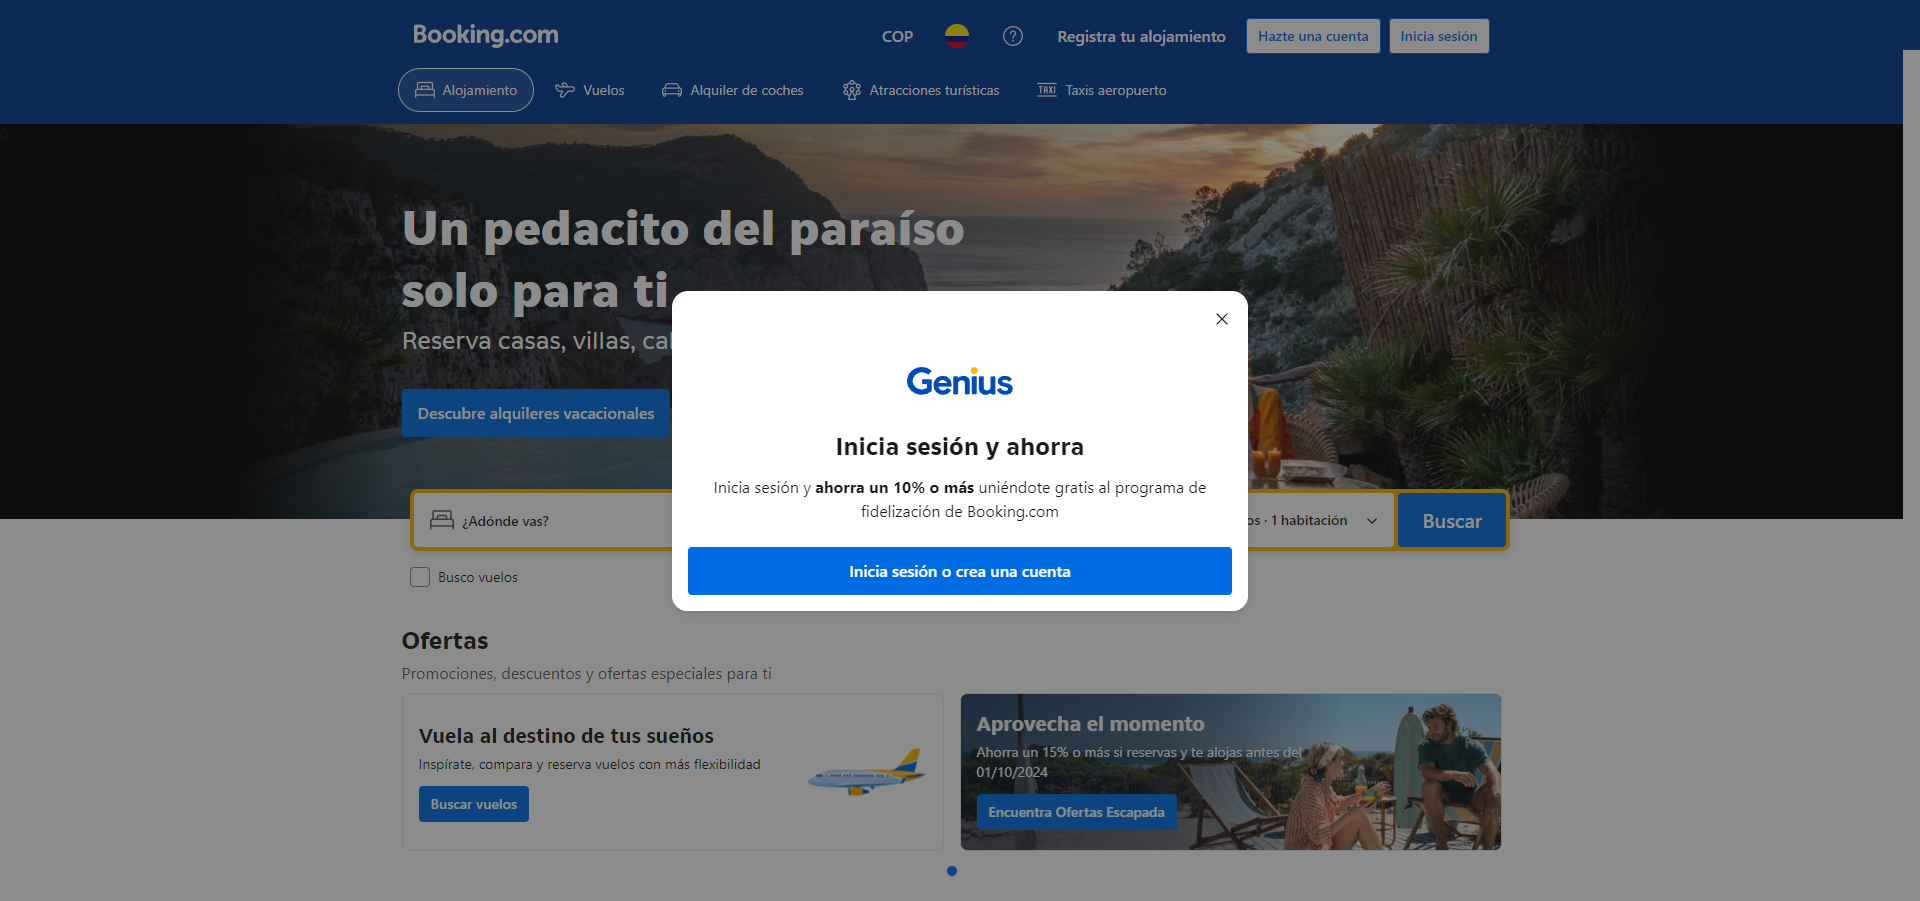 Booking.com
COP
Registra tu alojamiento
Hazte una cuenta
Inicia sesión
Alojamiento
Vuelos
Alquiler de coches
Atracciones turísticas
TAXI
Taxis aeropuerto
0
Un pedacito del paraíso
solo para ti
Reserva casas, villas,
Descubre alquileres vacacionales
Genius
Inicia sesión y ahorra
Inicia sesión y ahorra un 10% o más uniéndote gratis al programa de
fidelización de Booking.com
Inicia sesión o crea una cuenta
¿Adónde vas?
· 1 habitación
Buscar
Busco vuelos
Ofertas
Promociones, descuentos y ofertas especiales para ti
Vuela al destino de tus sueños
Inspírate, compara y reserva vuelos con más flexibilidad
Buscar vuelos
Aprovecha el momento
Ahorra un 15% o más si reservas y te alojas antes del
01/10/2024
Encuentra Ofertas Escapada